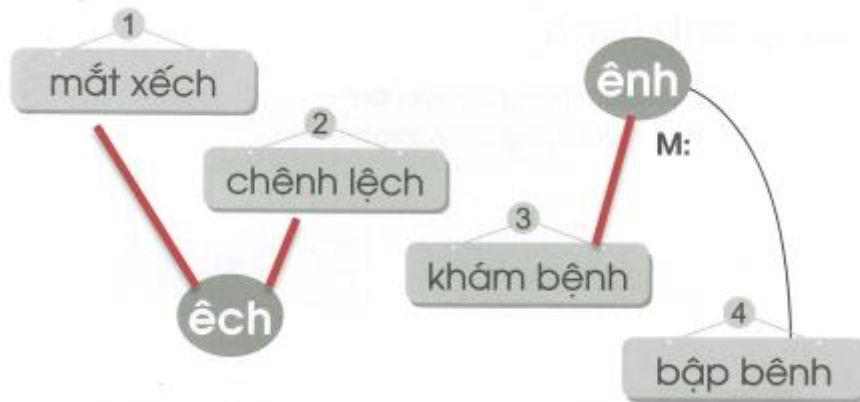 1
mắt xếch
2
chênh lệch
êch
ênh
M:
3
khám bệnh
4
bập bênh